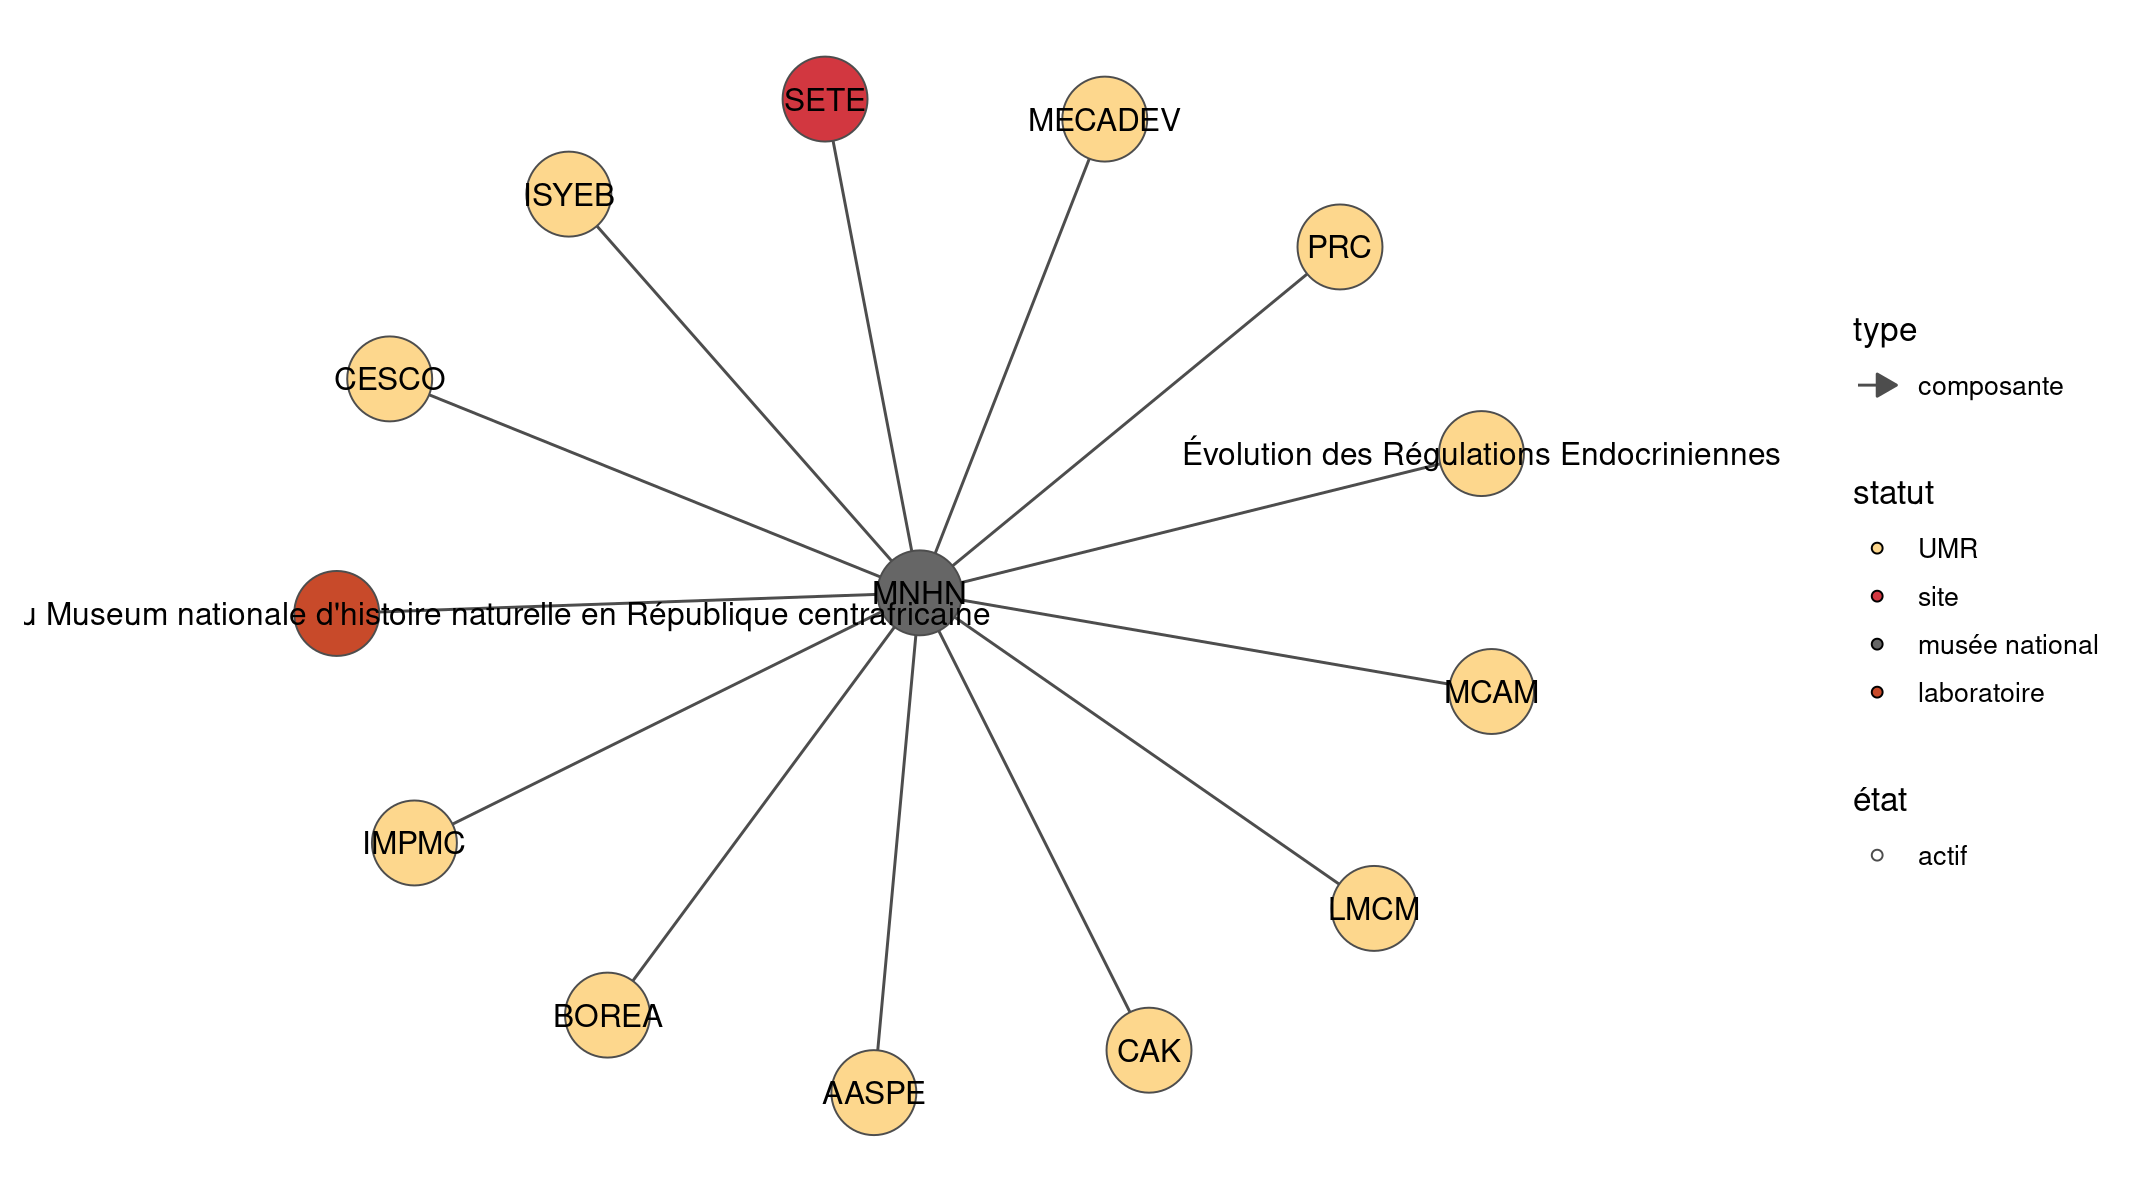 SETE
MECADEV
ISYEB
PRC
CESCO
Évolution des Régulations Endocriniennes
MNHN
Museum nationale d'histoire naturelle en République centrafricaine
MCAM
IMPMC
LMCM
BOREA
CAK
AASPE
type
composante
statut
UMR
site
musée national
laboratoire
état
actif